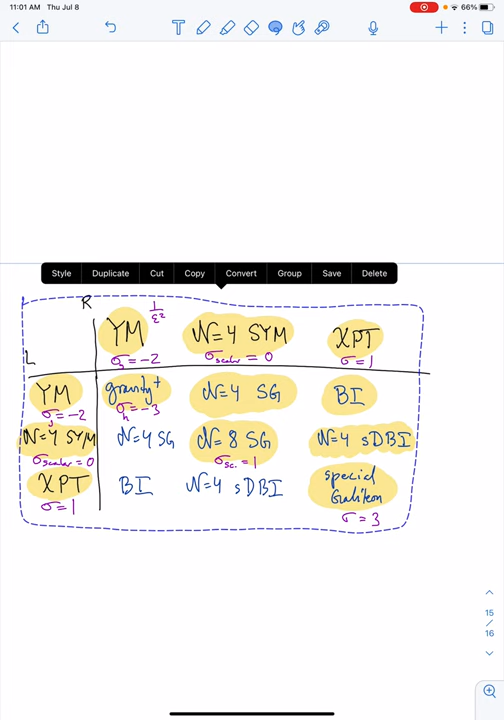 11:01 AM Thu Jul 8
66%
Style Duplicate Cut Copy Convert Group Save Delete
R
1/ε²
L
YM N=4 SYM χPT
σ = -2 σscalar = 0 σ = 1
YM gravity+ N=4 SG BI
σ = -2 σh = -3
N=4 SYM N=4 SG N=8 SG N=4 sDBI
σscalar = 0 σsc. = 1
χPT BI N=4 sDBI special Galileon
σ = 1 σ = 3
15
/
16